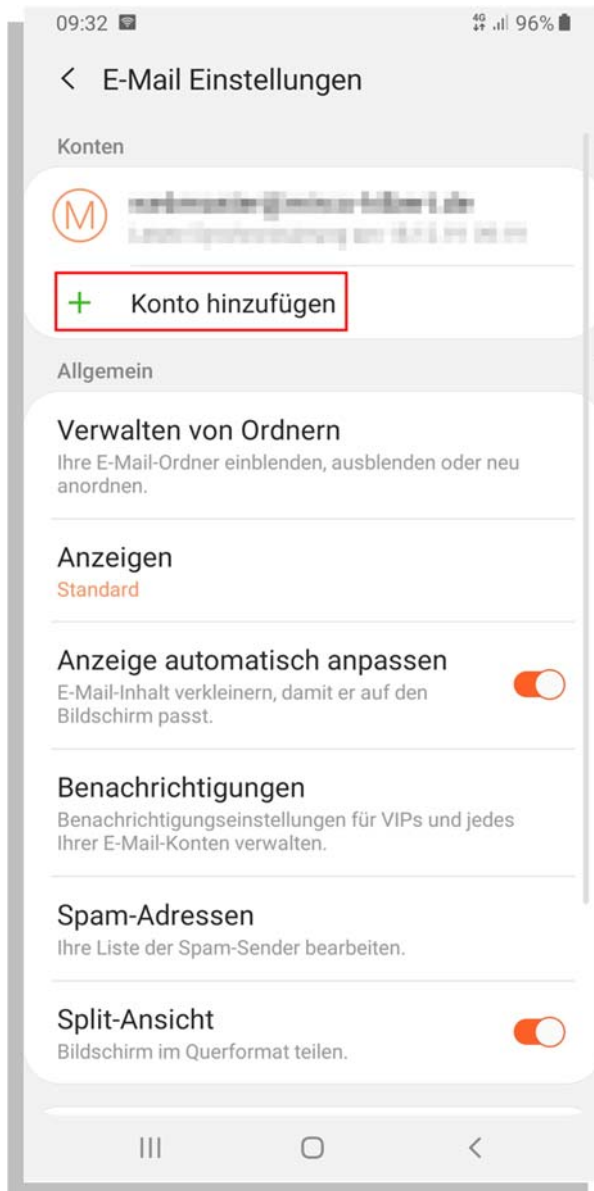 09:32
4G 96%
E-Mail Einstellungen
Konten
M
+ Konto hinzufügen
Allgemein
Verwalten von Ordnern
Ihre E-Mail-Ordner einblenden, ausblenden oder neu
anordnen.
Anzeigen
Standard
Anzeige automatisch anpassen
E-Mail-Inhalt verkleinern, damit er auf den
Bildschirm passt.
Benachrichtigungen
Benachrichtigungseinstellungen für VIPs und jedes
Ihrer E-Mail-Konten verwalten.
Spam-Adressen
Ihre Liste der Spam-Sender bearbeiten.
Split-Ansicht
Bildschirm im Querformat teilen.